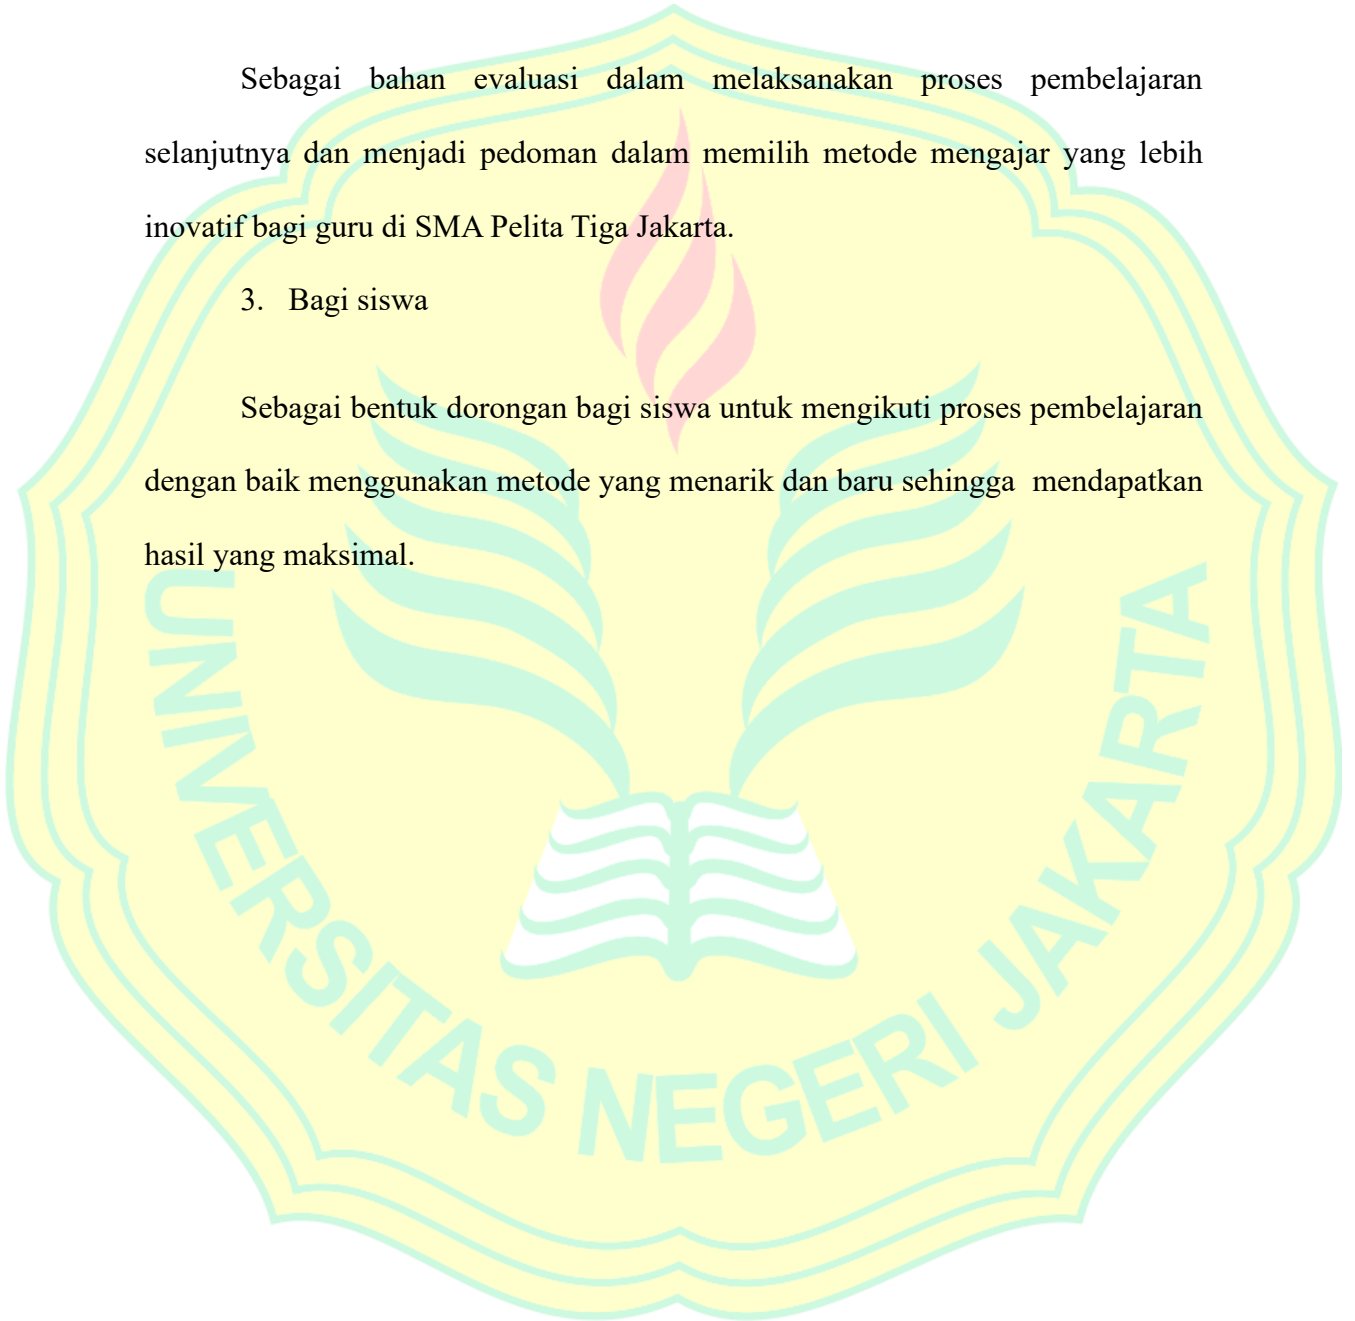 Sebagai bahan evaluasi dalam melaksanakan proses pembelajaran
selanjutnya dan menjadi pedoman dalam memilih metode mengajar yang lebih
inovatif bagi guru di SMA Pelita Tiga Jakarta.
3. Bagi siswa
Sebagai bentuk dorongan bagi siswa untuk mengikuti proses pembelajaran
dengan baik menggunakan metode yang menarik dan baru sehingga mendapatkan
hasil yang maksimal.
UNIVERSITAS NEGERI JAKARTA